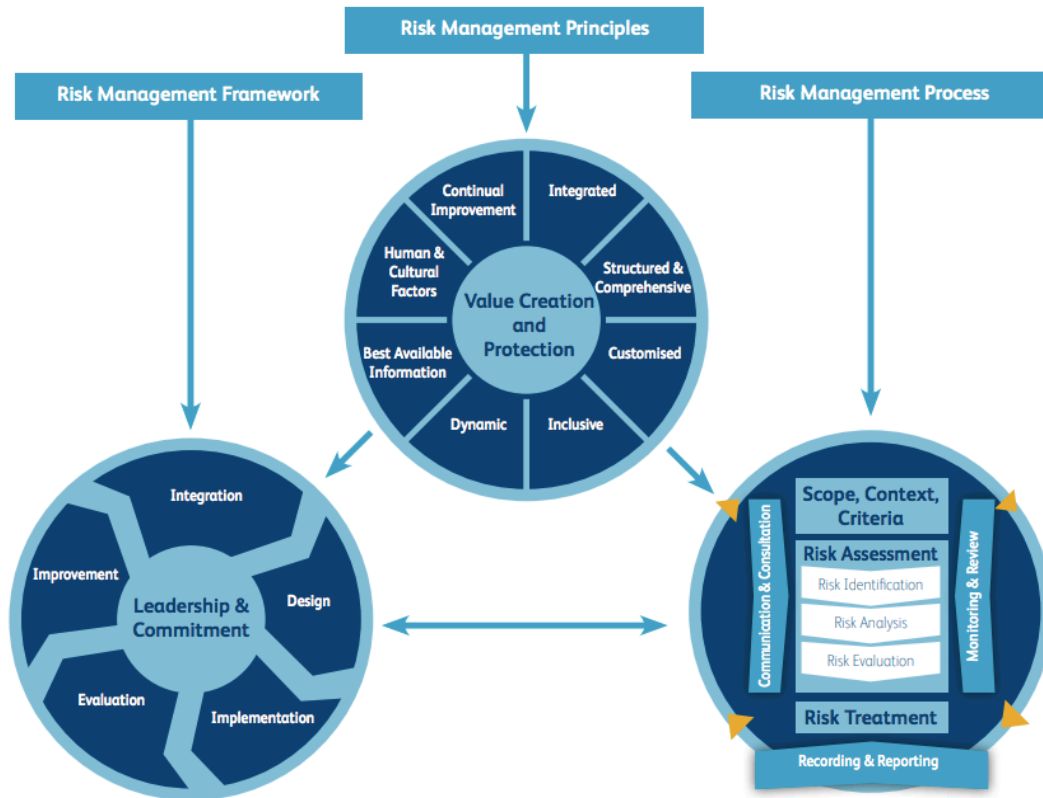 Risk Management Principles
Risk Management Framework
Risk Management Process
Continual
Improvement
Integrated
Human &
Cultural
Factors
Structured &
Comprehensive
Value Creation
and
Protection
Best Available
Information
Customised
Dynamic
Inclusive
Integration
Improvement
Design
Leadership &
Commitment
Evaluation
Implementation
Scope, Context,
Criteria
Communication & Consultation
Risk Assessment
Risk Identification
Risk Analysis
Risk Evaluation
Monitoring & Review
Risk Treatment
Recording & Reporting